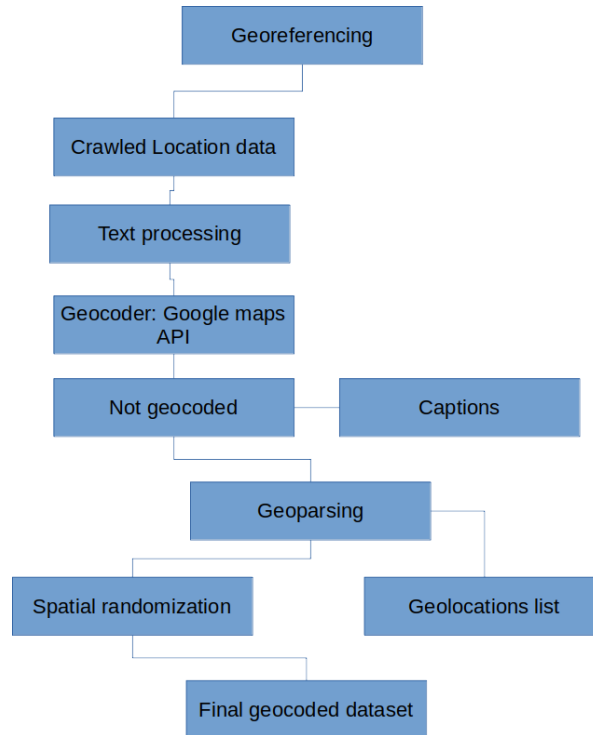 Georeferencing
Crawled Location data
Text processing
Geocoder: Google maps
API
Not geocoded
Captions
Geoparsing
Spatial randomization
Geolocations list
Final geocoded dataset